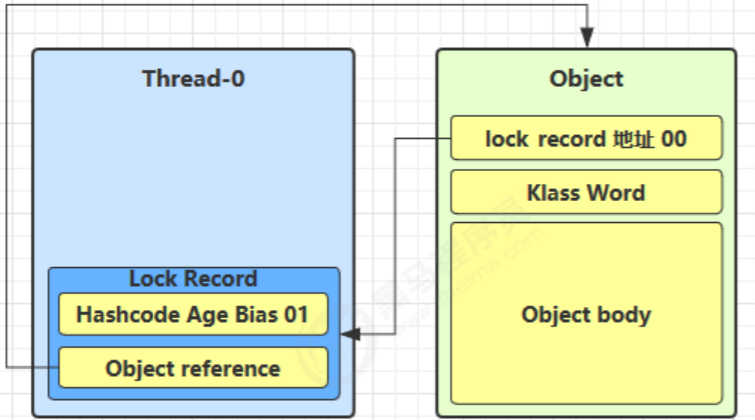 Thread-0
Object
lock record 地址 00
Klass Word
Lock Record
Hashcode Age Bias 01
Object body
Object reference
黑马程序员
www.itheima.com